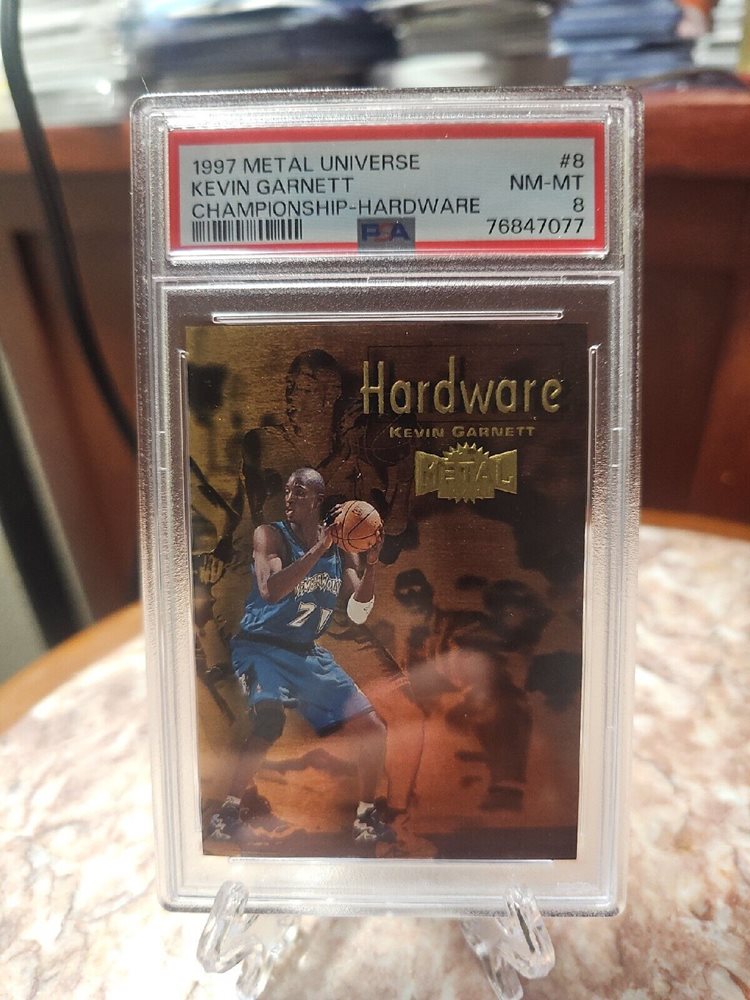 1997 METAL UNIVERSE #8
KEVIN GARNETT NM-MT
CHAMPIONSHIP-HARDWARE 8
PSA 76847077
Hardware
KEVIN GARNETT
METAL
21